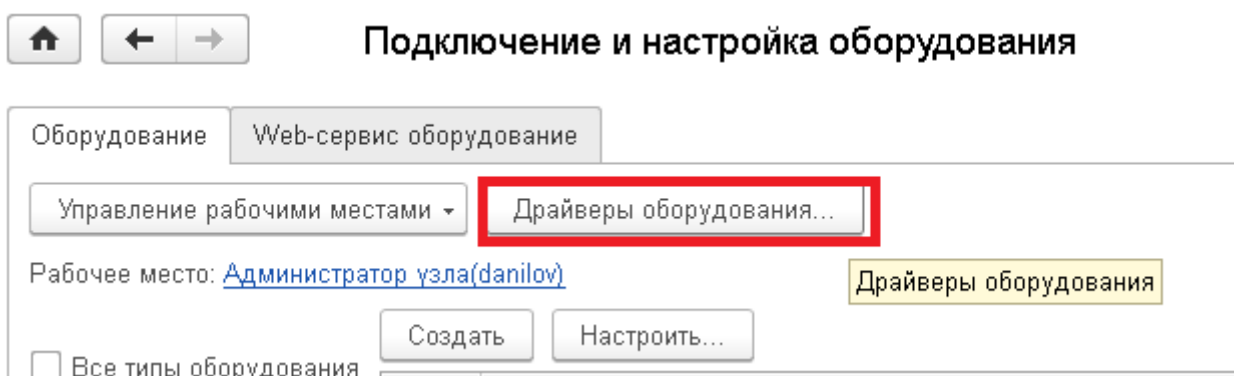 Подключение и настройка оборудования
Оборудование Web-сервис оборудование
Управление рабочими местами Драйверы оборудования...
Рабочее место: Администратор узла(danilov)
Драйверы оборудования
Создать Настроить...
Все типы оборудования